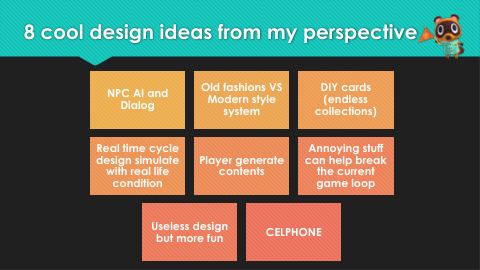 8 cool design ideas from my perspective
NPC AI and
Dialog
Old fashions VS
Modern style
system
DIY cards
(endless
collections)
Real time cycle
design simulate
with real life
condition
Player generate
contents
Annoying stuff
can help break
the current
game loop
Useless design
but more fun
CELPHONE